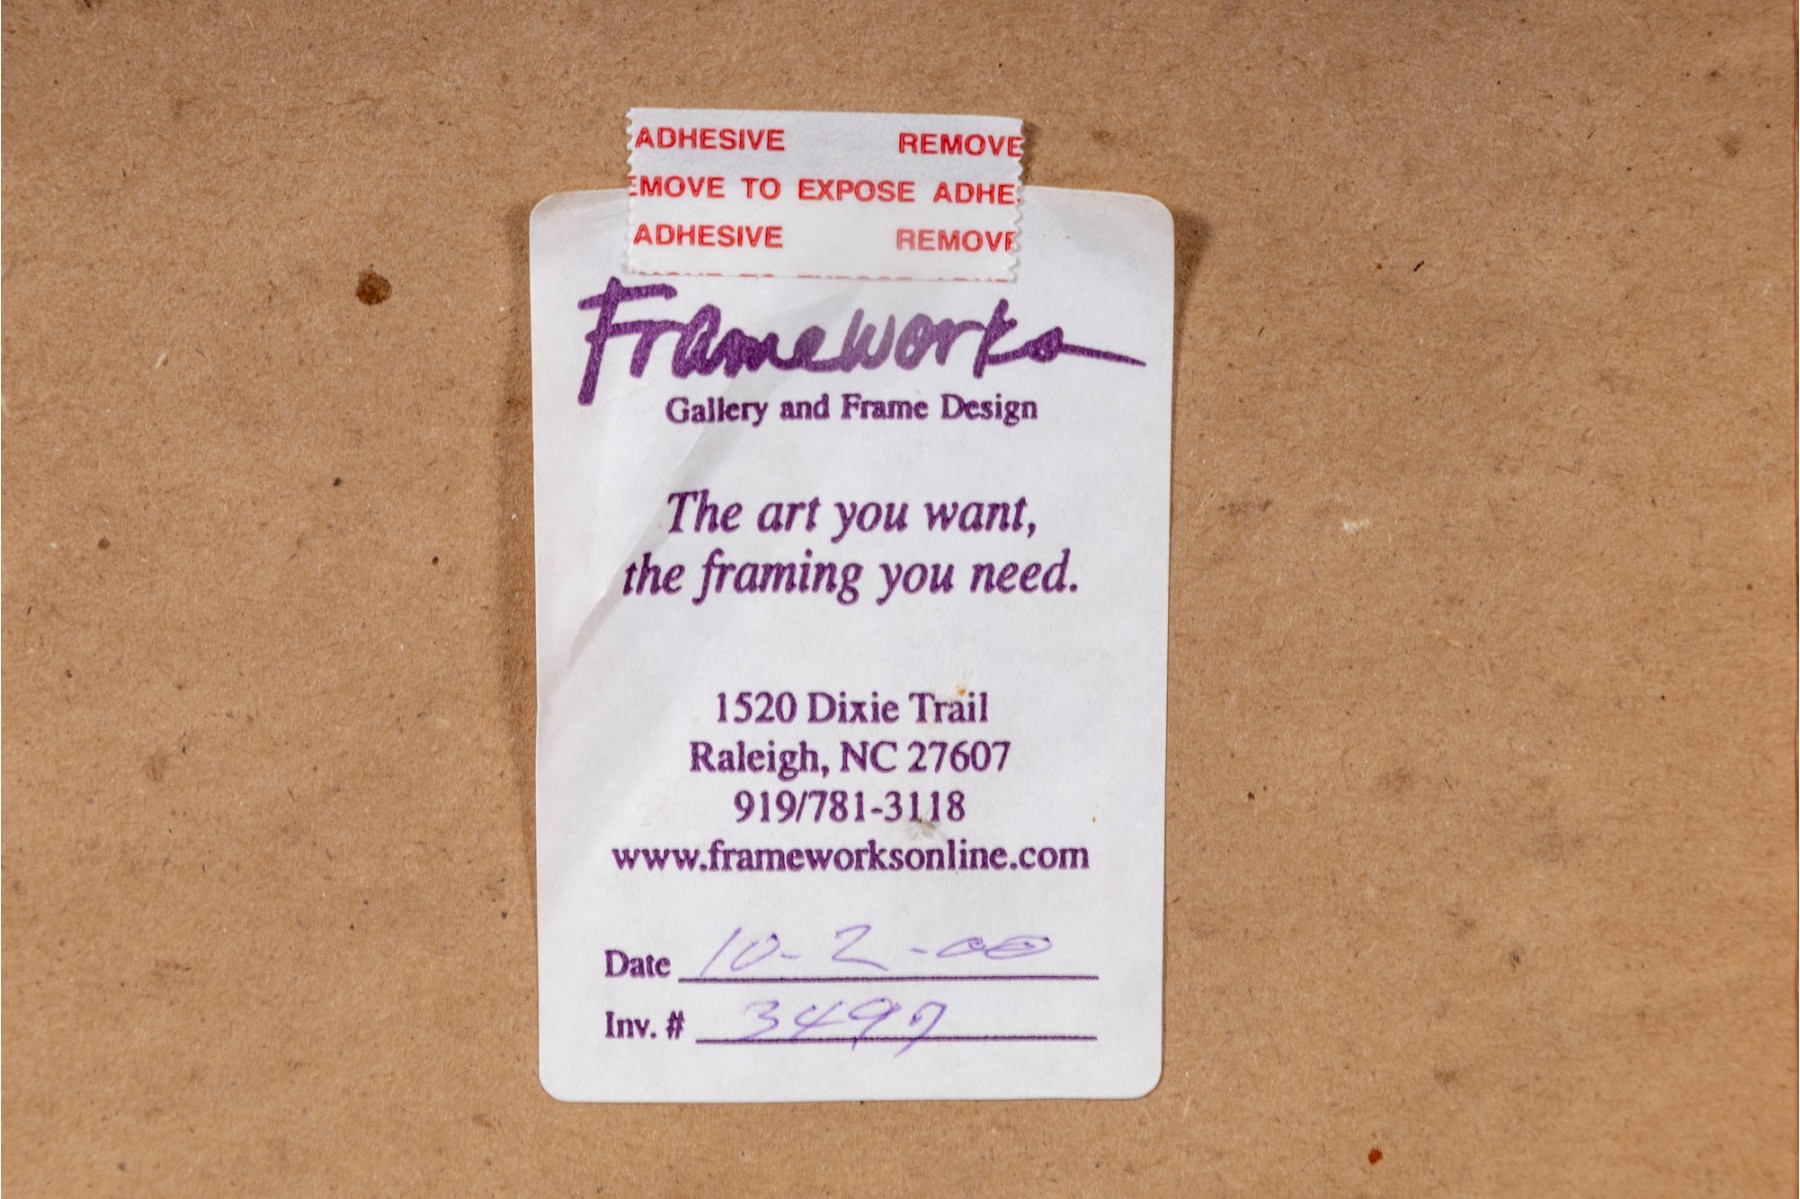 ADHESIVE REMOVE
EMOVE TO EXPOSE ADHE
ADHESIVE REMOVE
Frameworks
Gallery and Frame Design
The art you want,
the framing you need.
1520 Dixie Trail
Raleigh, NC 27607
919/781-3118
www.frameworksonline.com
Date 10-2-00
Inv. # 3497